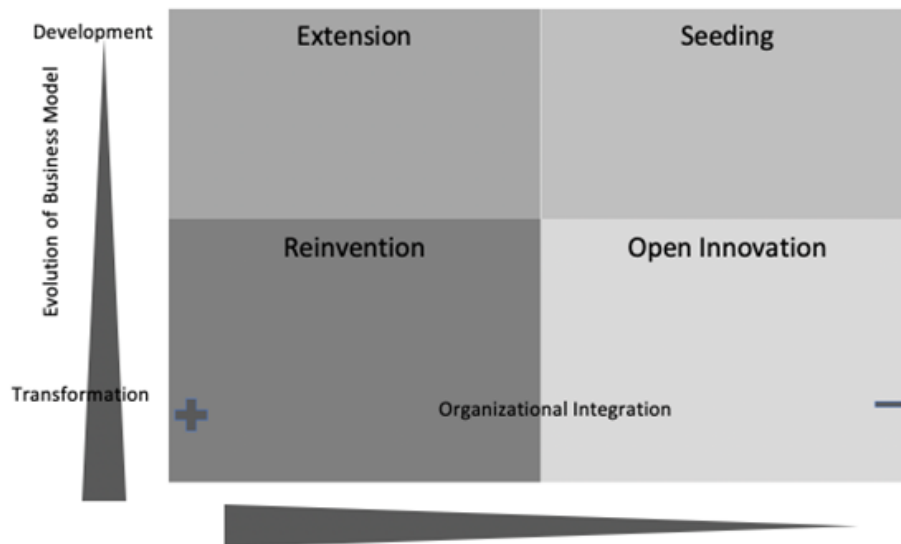 Development
Extension
Seeding
Evolution of Business Model
Reinvention
Open Innovation
Transformation
Organizational Integration